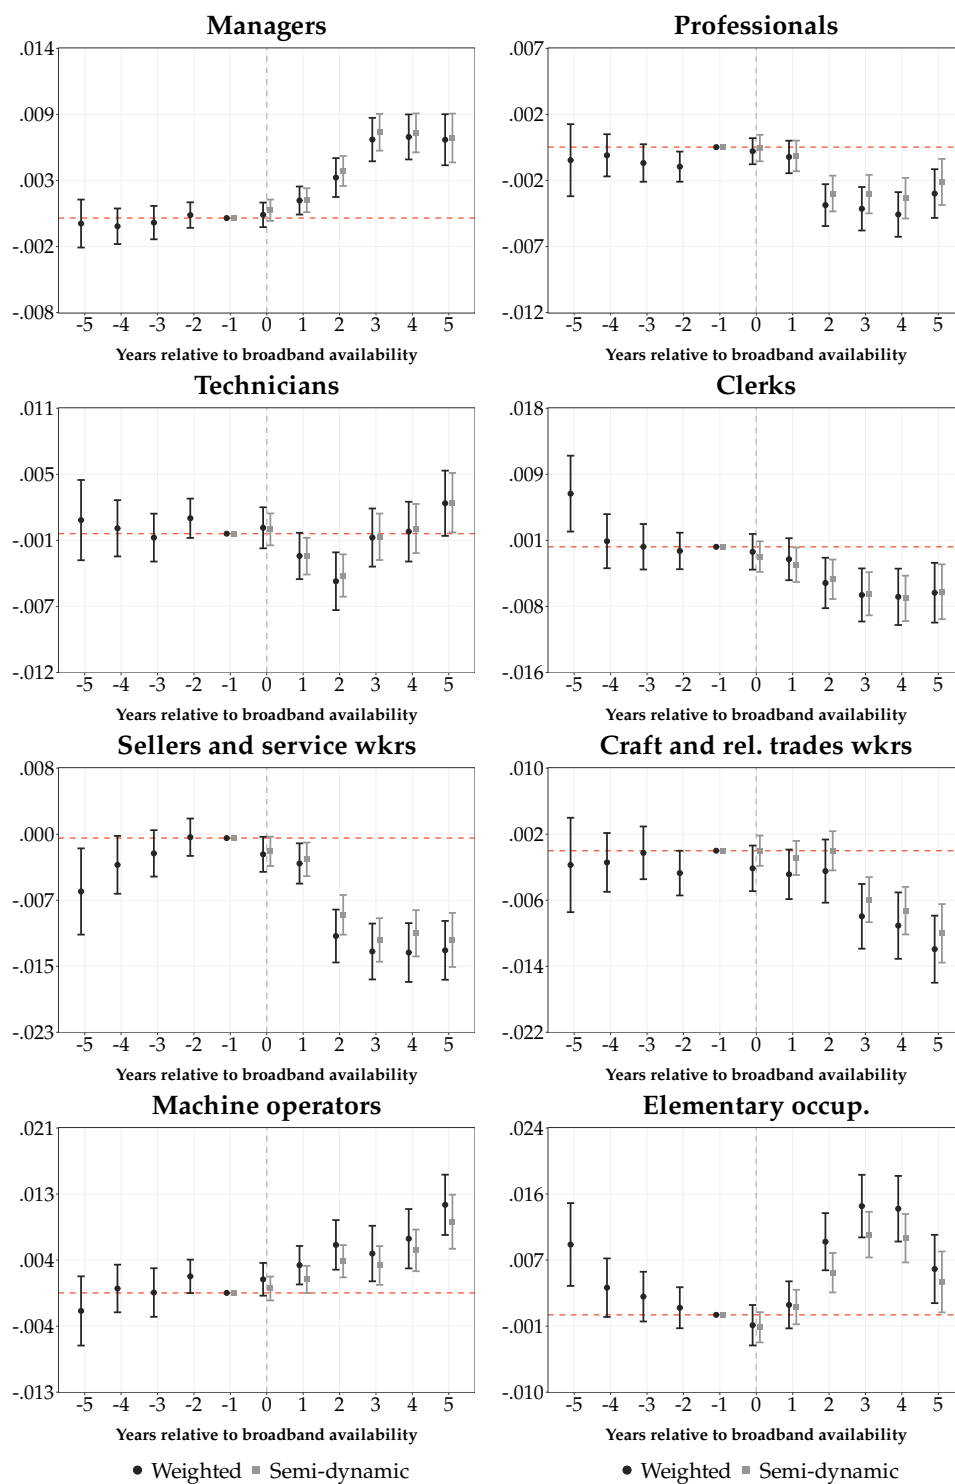 Managers
.014
.009
.003
-.002
-.008
-5 -4 -3 -2 -1 0 1 2 3 4 5
Years relative to broadband availability
Professionals
.007
.002
-.002
-.007
-.012
-5 -4 -3 -2 -1 0 1 2 3 4 5
Years relative to broadband availability
Technicians
.011
.005
-.001
-.007
-.012
-5 -4 -3 -2 -1 0 1 2 3 4 5
Years relative to broadband availability
Clerks
.018
.009
.001
-.008
-.016
-5 -4 -3 -2 -1 0 1 2 3 4 5
Years relative to broadband availability
Sellers and service wkrs
.008
.000
-.007
-.015
-.023
-5 -4 -3 -2 -1 0 1 2 3 4 5
Years relative to broadband availability
Craft and rel. trades wkrs
.010
.002
-.006
-.014
-.022
-5 -4 -3 -2 -1 0 1 2 3 4 5
Years relative to broadband availability
Machine operators
.021
.013
.004
-.004
-.013
-5 -4 -3 -2 -1 0 1 2 3 4 5
Years relative to broadband availability
Weighted Semi-dynamic
Elementary occup.
.024
.016
.007
-.001
-.010
-5 -4 -3 -2 -1 0 1 2 3 4 5
Years relative to broadband availability
Weighted Semi-dynamic